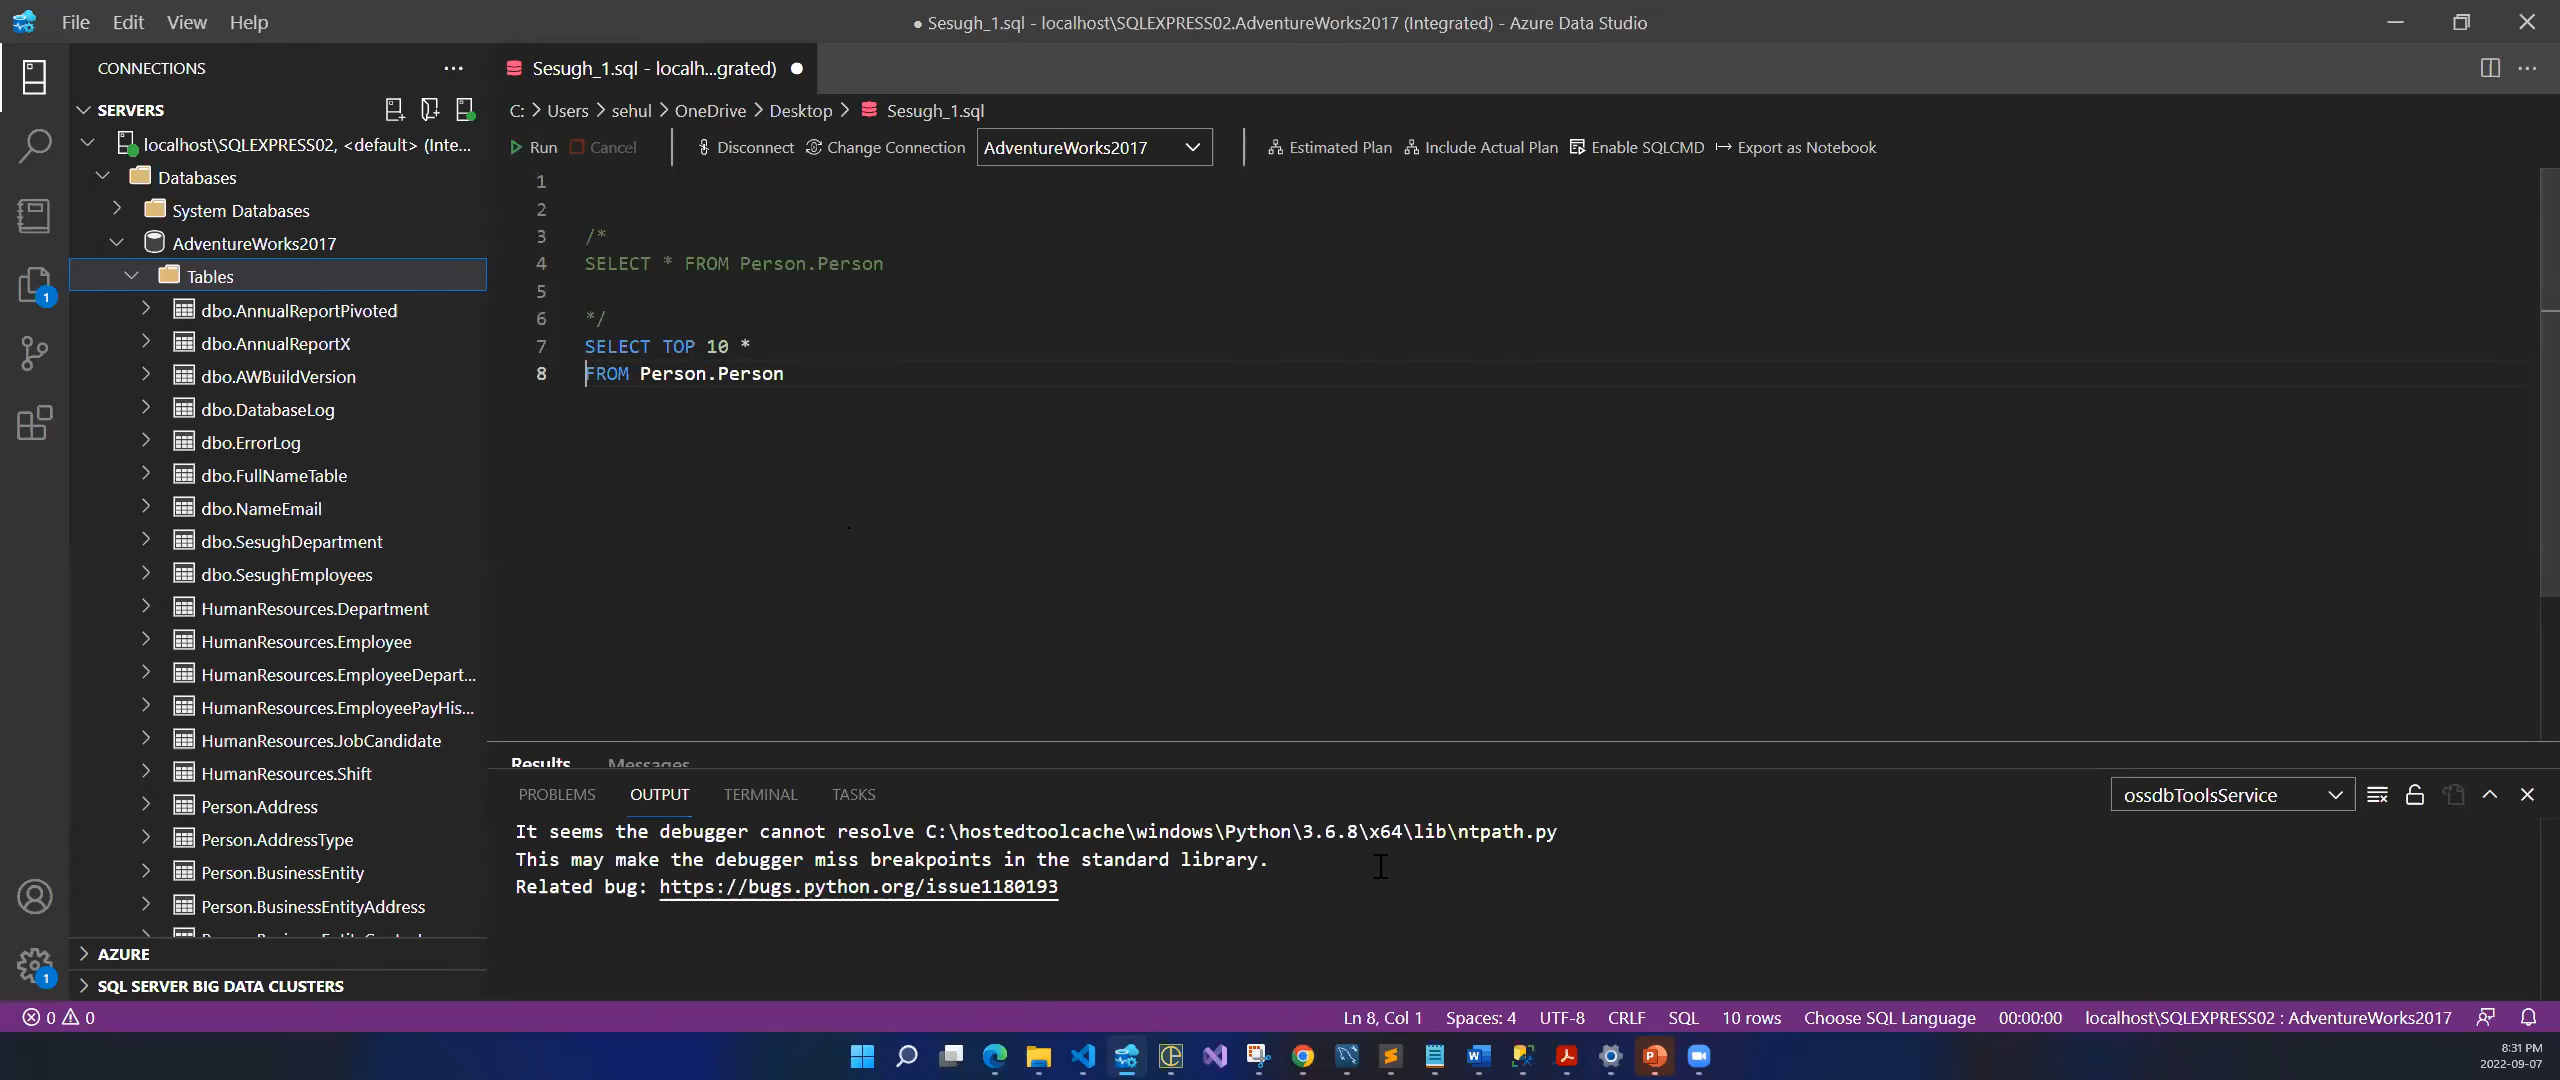 File Edit View Help
● Sesugh_1.sql - localhost\SQLEXPRESS02.AdventureWorks2017 (Integrated) - Azure Data Studio
CONNECTIONS
Sesugh_1.sql - localh...grated)
SERVERS
C: > Users > sehul > OneDrive > Desktop > Sesugh_1.sql
localhost\SQLEXPRESS02, <default> (Inte...
Run Cancel Disconnect Change Connection AdventureWorks2017 Estimated Plan Include Actual Plan Enable SQLCMD Export as Notebook
Databases
System Databases
AdventureWorks2017
Tables
dbo.AnnualReportPivoted
dbo.AnnualReportX
dbo.AWBuildVersion
dbo.DatabaseLog
dbo.ErrorLog
dbo.FullNameTable
dbo.NameEmail
dbo.SesughDepartment
dbo.SesughEmployees
HumanResources.Department
HumanResources.Employee
HumanResources.EmployeeDepart...
HumanResources.EmployeePayHis...
HumanResources.JobCandidate
HumanResources.Shift
Person.Address
Person.AddressType
Person.BusinessEntity
Person.BusinessEntityAddress
AZURE
SQL SERVER BIG DATA CLUSTERS
1
2
3 /*
4 SELECT * FROM Person.Person
5
6 */
7 SELECT TOP 10 *
8 FROM Person.Person
Results Messages
PROBLEMS OUTPUT TERMINAL TASKS
ossdbToolsService
It seems the debugger cannot resolve C:\hostedtoolcache\windows\Python\3.6.8\x64\lib\ntpath.py
This may make the debugger miss breakpoints in the standard library.
Related bug: https://bugs.python.org/issue1180193
1
1
0 0
Ln 8, Col 1 Spaces: 4 UTF-8 CRLF SQL 10 rows Choose SQL Language 00:00:00 localhost\SQLEXPRESS02 : AdventureWorks2017
8:31 PM
2022-09-07